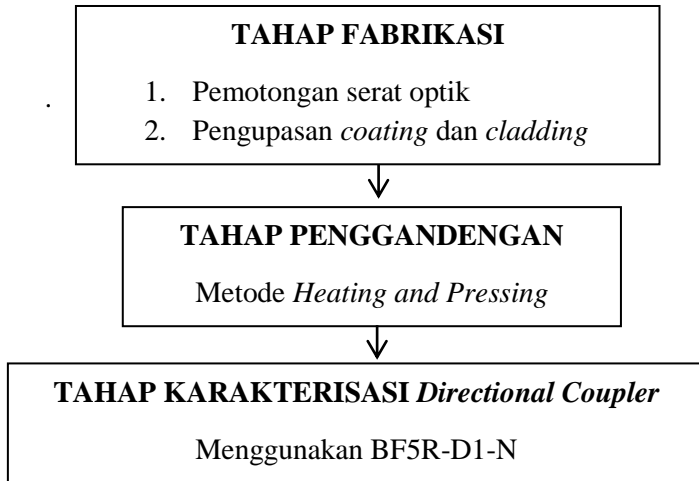 TAHAP FABRIKASI
.
1. Pemotongan serat optik
2. Pengupasan coating dan cladding
TAHAP PENGGANDENGAN
Metode Heating and Pressing
TAHAP KARAKTERISASI Directional Coupler
Menggunakan BF5R-D1-N